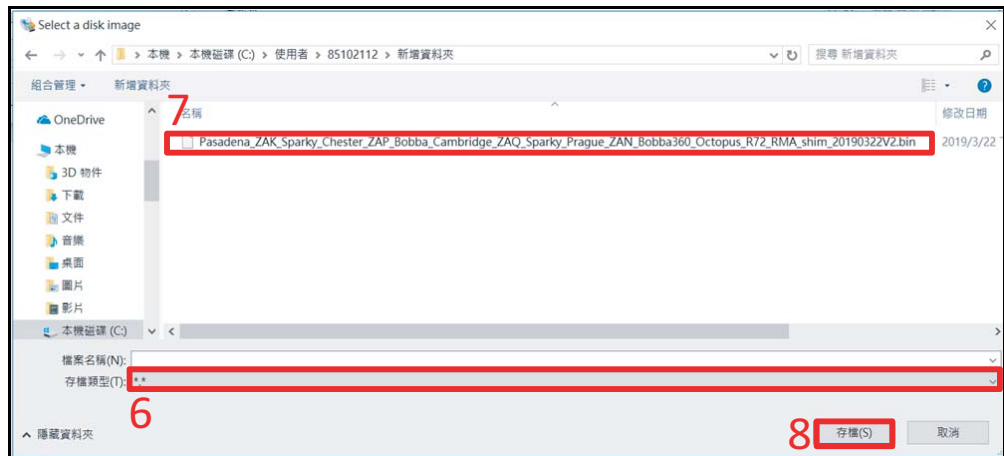 Select a disk image
本機 > 本機磁碟 (C:) > 使用者 > 85102112 > 新增資料夾
搜尋 新增資料夾
組合管理 新增資料夾
7
名稱 修改日期
OneDrive
Pasadena_ZAK_Sparky_Chester_ZAP_Bobba_Cambridge_ZAQ_Sparky_Prague_ZAN_Bobba360_Octopus_R72_RMA_shim_20190322V2.bin 2019/3/22
本機
3D 物件
下載
文件
音樂
桌面
圖片
影片
本機磁碟 (C:)
檔案名稱(N):
存檔類型(T): *.*
6
隱藏資料夾
8 存檔(S) 取消